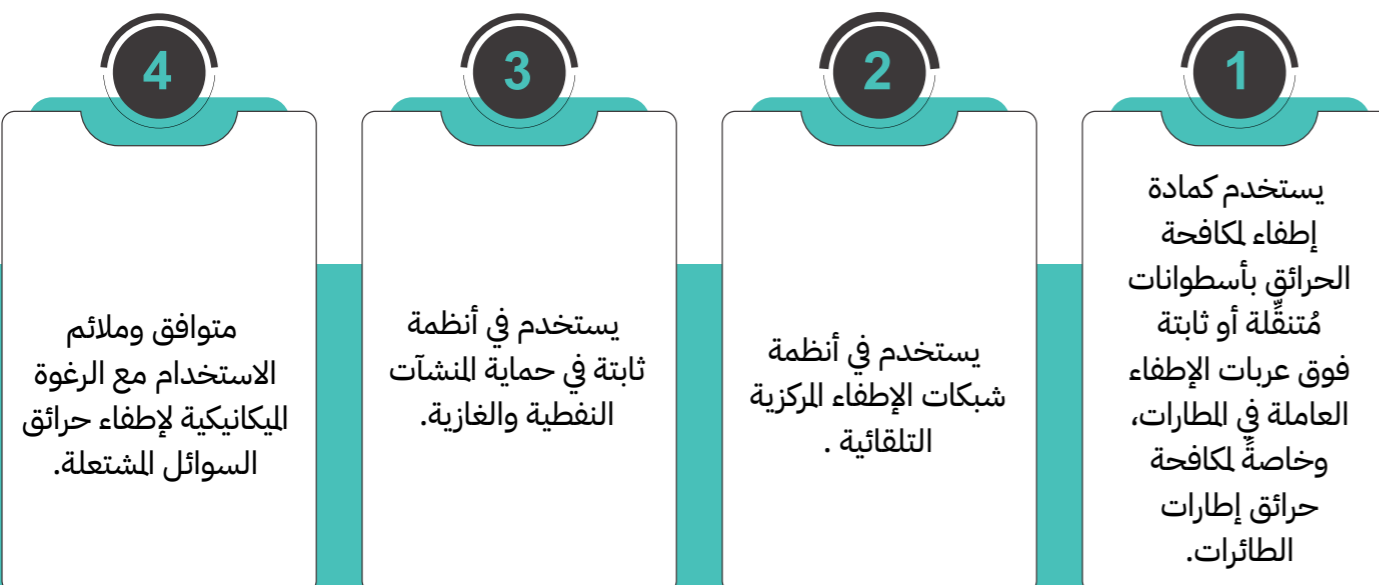 1
يستخدم كمادة
إطفاء لمكافحة
الحرائق بأسطوانات
مُتنقِّلة أو ثابتة
فوق عربات الإطفاء
العاملة في المطارات،
وخاصةً لمكافحة
حرائق إطارات
الطائرات.
2
يستخدم في أنظمة
شبكات الإطفاء المركزية
التلقائية .
3
يستخدم في أنظمة
ثابتة في حماية المنشآت
النفطية والغازية.
4
متوافق وملائم
الاستخدام مع الرغوة
الميكانيكية لإطفاء حرائق
السوائل المشتعلة.